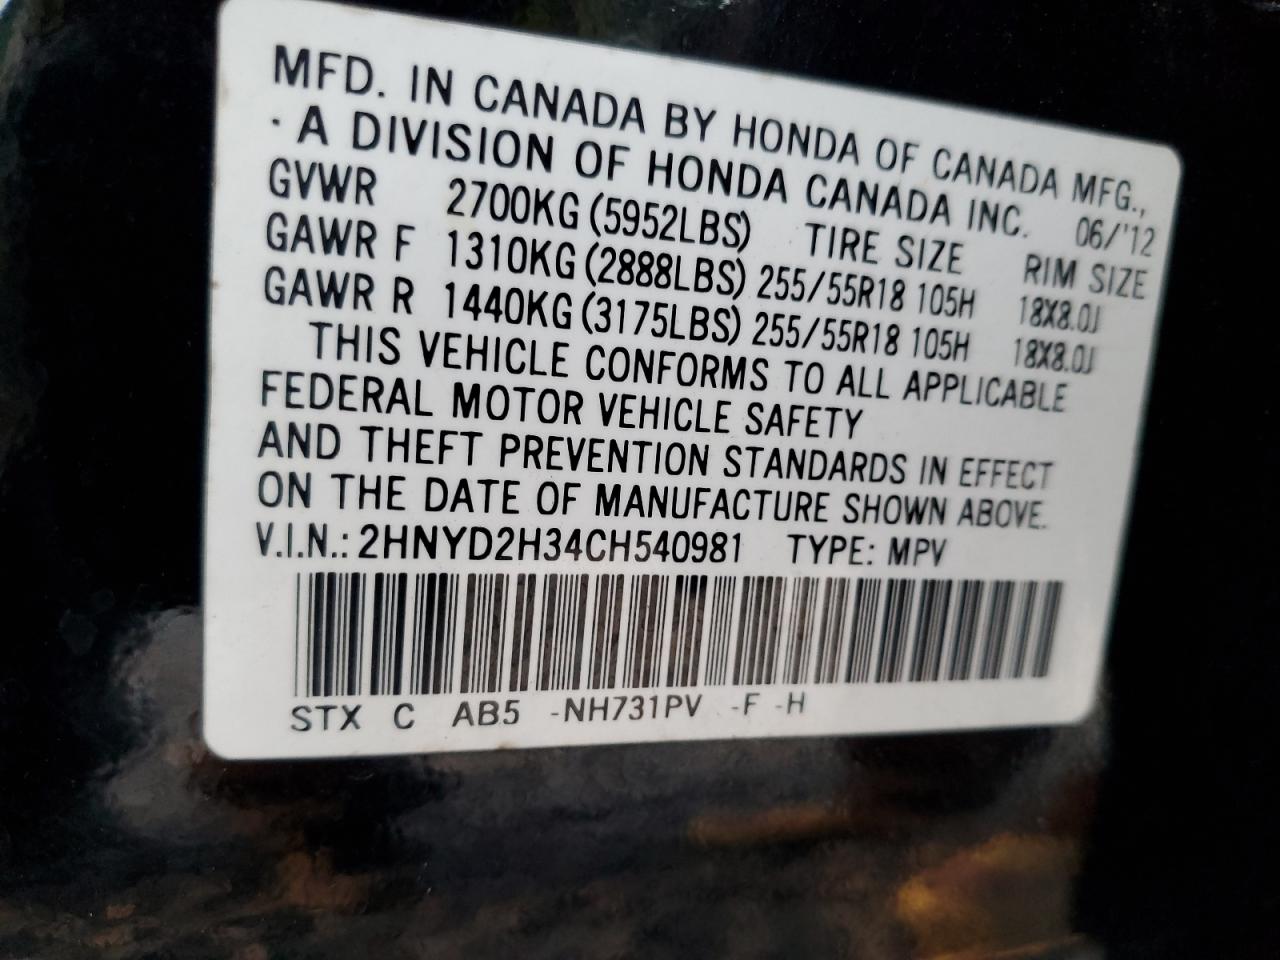 MFD. IN CANADA BY HONDA OF CANADA MFG.,
· A DIVISION OF HONDA CANADA INC. 06/'12
GVWR 2700KG (5952LBS) TIRE SIZE RIM SIZE
GAWR F 1310KG (2888LBS) 255/55R18 105H 18X8.0J
GAWR R 1440KG (3175LBS) 255/55R18 105H 18X8.0J
THIS VEHICLE CONFORMS TO ALL APPLICABLE
FEDERAL MOTOR VEHICLE SAFETY
AND THEFT PREVENTION STANDARDS IN EFFECT
ON THE DATE OF MANUFACTURE SHOWN ABOVE.
V.I.N.: 2HNYD2H34CH540981 TYPE: MPV
STX C AB5 -NH731PV -F -H